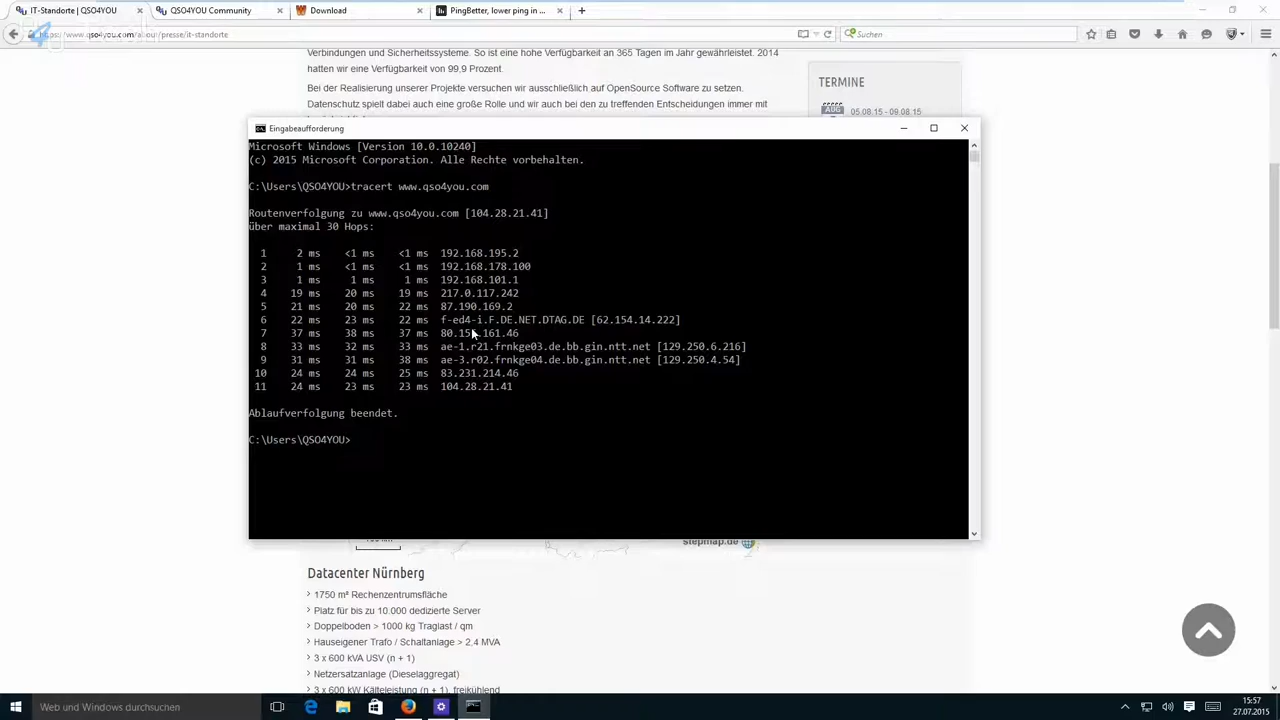 IT-Standorte | QSO4YOU
QSO4YOU Community
Download
PingBetter, lower ping in ...
https://www.qso4you.com/about/presse/it-standorte
Suchen
Verbindungen und Sicherheitssysteme. So ist eine hohe Verfügbarkeit an 365 Tagen im Jahr gewährleistet. 2014
hatten wir eine Verfügbarkeit von 99,9 Prozent.
Bei der Realisierung unserer Projekte versuchen wir ausschließlich auf OpenSource Software zu setzen.
Datenschutz spielt dabei auch eine große Rolle und wir auch bei den zu treffenden Entscheidungen immer mit
TERMINE
AUG
05.08.15 - 09.08.15
Eingabeaufforderung
Microsoft Windows [Version 10.0.10240]
(c) 2015 Microsoft Corporation. Alle Rechte vorbehalten.
C:\Users\QSO4YOU>tracert www.qso4you.com
Routenverfolgung zu www.qso4you.com [104.28.21.41]
über maximal 30 Hops:
1 2 ms <1 ms <1 ms 192.168.195.2
2 1 ms <1 ms <1 ms 192.168.178.100
3 1 ms 1 ms 1 ms 192.168.101.1
4 19 ms 20 ms 19 ms 217.0.117.242
5 21 ms 20 ms 22 ms 87.190.169.2
6 22 ms 23 ms 22 ms f-ed4-i.F.DE.NET.DTAG.DE [62.154.14.222]
7 37 ms 38 ms 37 ms
8 33 ms 32 ms 33 ms ae-1.r21.frnkge03.de.bb.gin.ntt.net [129.250.6.216]
9 31 ms 31 ms 38 ms ae-3.r02.frnkge04.de.bb.gin.ntt.net [129.250.4.54]
10 24 ms 24 ms 25 ms 83.231.214.46
11 24 ms 23 ms 23 ms 104.28.21.41
Ablaufverfolgung beendet.
C:\Users\QSO4YOU>
stepmap.de
Datacenter Nürnberg
1750 m² Rechenzentrumsfläche
Platz für bis zu 10.000 dedizierte Server
Doppelboden > 1000 kg Traglast / qm
Hauseigener Trafo / Schaltanlage > 2,4 MVA
3 x 600 kVA USV (n + 1)
Netzersatzanlage (Dieselaggregat)
3 x 600 kW Kälteleistung (n + 1), freikühlend
Web und Windows durchsuchen
15:57
27.07.2015